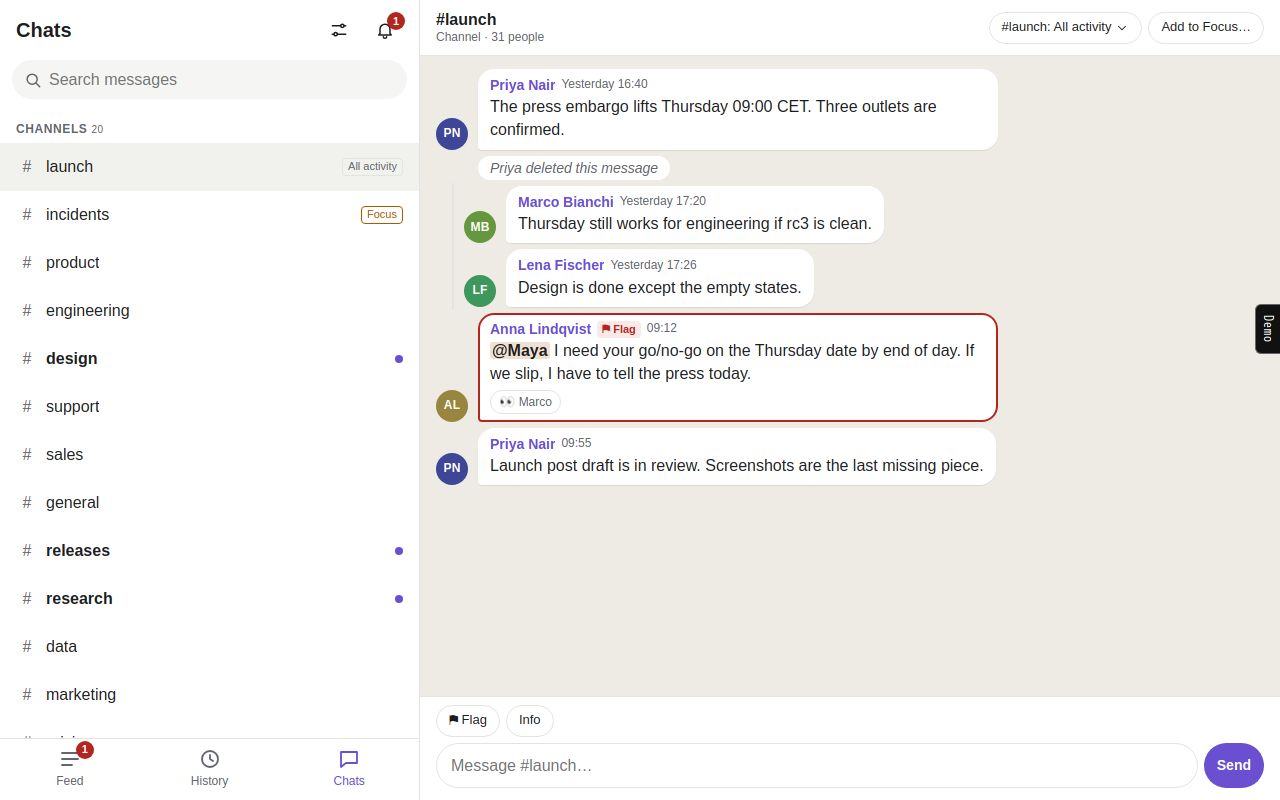 Chats
1
Search messages
CHANNELS 20
# launch All activity
# incidents Focus
# product
# engineering
# design
# support
# sales
# general
# releases
# research
# data
# marketing
1
Feed
History
Chats
#launch
Channel · 31 people
#launch: All activity
Add to Focus…
Priya Nair Yesterday 16:40
The press embargo lifts Thursday 09:00 CET. Three outlets are
confirmed.
PN
Priya deleted this message
Marco Bianchi Yesterday 17:20
MB
Thursday still works for engineering if rc3 is clean.
Lena Fischer Yesterday 17:26
LF
Design is done except the empty states.
Anna Lindqvist Flag 09:12
@Maya I need your go/no-go on the Thursday date by end of day. If
we slip, I have to tell the press today.
AL
👀 Marco
Priya Nair 09:55
PN
Launch post draft is in review. Screenshots are the last missing piece.
Demo
Flag
Info
Message #launch…
Send